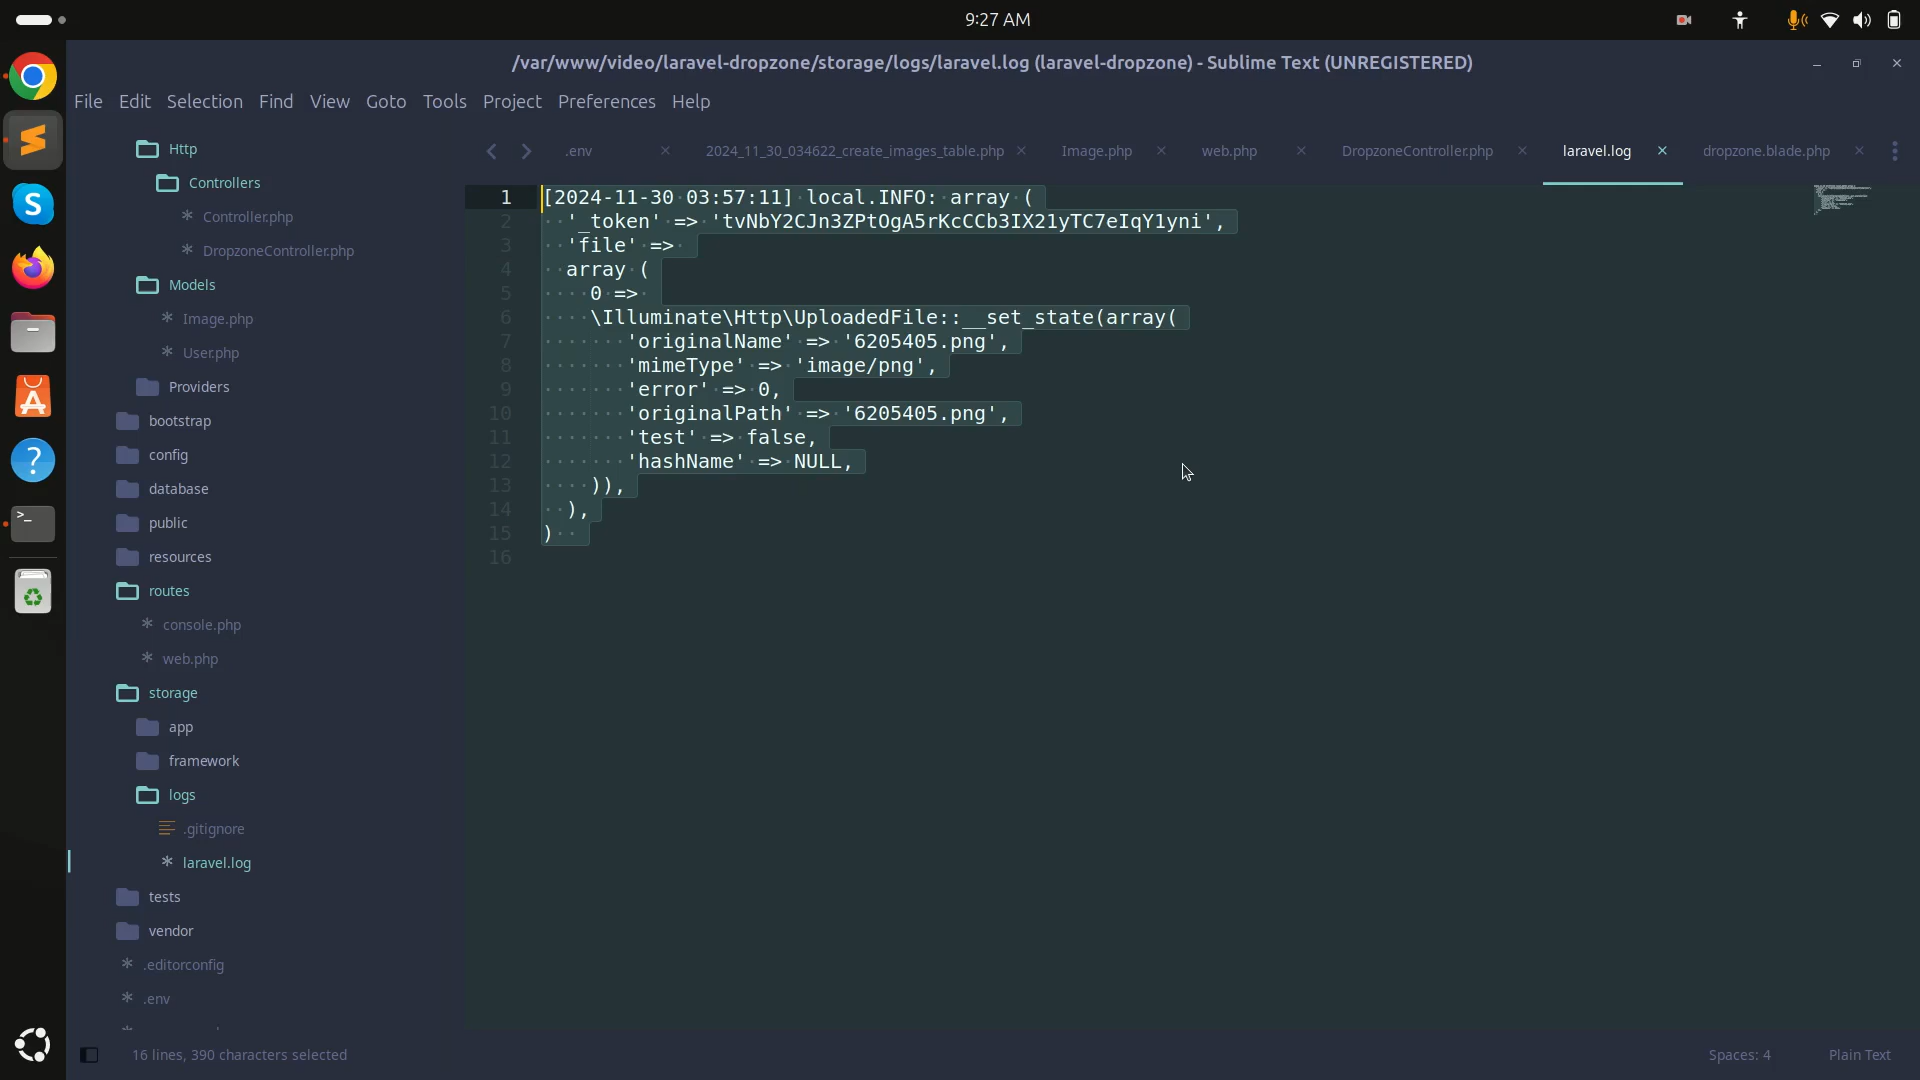 9:27 AM
/var/www/video/laravel-dropzone/storage/logs/laravel.log (laravel-dropzone) - Sublime Text (UNREGISTERED)
File Edit Selection Find View Goto Tools Project Preferences Help
.env 2024_11_30_034622_create_images_table.php Image.php web.php DropzoneController.php laravel.log dropzone.blade.php
Http
Controllers
Controller.php
DropzoneController.php
Models
Image.php
User.php
Providers
bootstrap
config
database
public
resources
routes
console.php
web.php
storage
app
framework
logs
.gitignore
laravel.log
tests
vendor
.editorconfig
.env
1 [2024-11-30 03:57:11] local.INFO: array (
2 '_token' => 'tvNbY2CJn3ZPtOgA5rKcCCb3IX21yTC7eIqY1yni',
3 'file' =>
4 array (
5 0 =>
6 \Illuminate\Http\UploadedFile::__set_state(array(
7 'originalName' => '6205405.png',
8 'mimeType' => 'image/png',
9 'error' => 0,
10 'originalPath' => '6205405.png',
11 'test' => false,
12 'hashName' => NULL,
13 )),
14 ),
15 )
16
16 lines, 390 characters selected
Spaces: 4 Plain Text